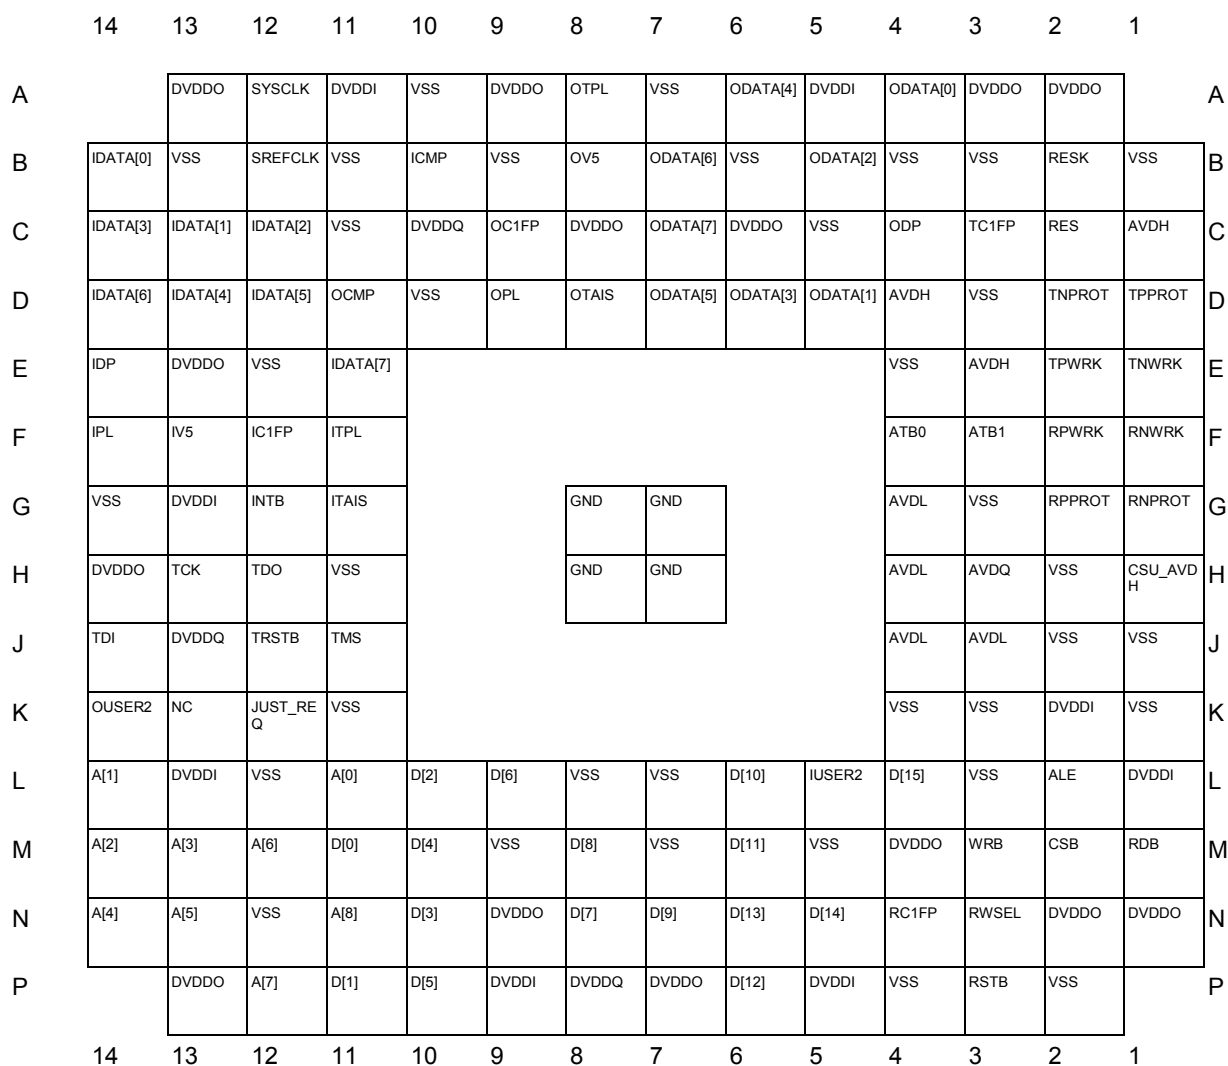 14 13 12 11 10 9 8 7 6 5 4 3 2 1
A DVDDO SYSCLK DVDDI VSS DVDDO OTPL VSS ODATA[4] DVDDI ODATA[0] DVDDO DVDDO A
B IDATA[0] VSS SREFCLK VSS ICMP VSS OV5 ODATA[6] VSS ODATA[2] VSS VSS RESK VSS B
C IDATA[3] IDATA[1] IDATA[2] VSS DVDDQ OC1FP DVDDO ODATA[7] DVDDO VSS ODP TC1FP RES AVDH C
D IDATA[6] IDATA[4] IDATA[5] OCMP VSS OPL OTAIS ODATA[5] ODATA[3] ODATA[1] AVDH VSS TNPROT TPPROT D
E IDP DVDDO VSS IDATA[7] VSS AVDH TPWRK TNWRK E
F IPL IV5 IC1FP ITPL ATB0 ATB1 RPWRK RNWRK F
G VSS DVDDI INTB ITAIS GND GND AVDL VSS RPPROT RNPROT G
H DVDDO TCK TDO VSS GND GND AVDL AVDQ VSS CSU_AVD H
H
J TDI DVDDQ TRSTB TMS AVDL AVDL VSS VSS J
K OUSER2 NC JUST_RE VSS VSS VSS DVDDI VSS K
Q
L A[1] DVDDI VSS A[0] D[2] D[6] VSS VSS D[10] IUSER2 D[15] VSS ALE DVDDI L
M A[2] A[3] A[6] D[0] D[4] VSS D[8] VSS D[11] VSS DVDDO WRB CSB RDB M
N A[4] A[5] VSS A[8] D[3] DVDDO D[7] D[9] D[13] D[14] RC1FP RWSEL DVDDO DVDDO N
P DVDDO A[7] D[1] D[5] DVDDI DVDDQ DVDDO D[12] DVDDI VSS RSTB VSS P
14 13 12 11 10 9 8 7 6 5 4 3 2 1